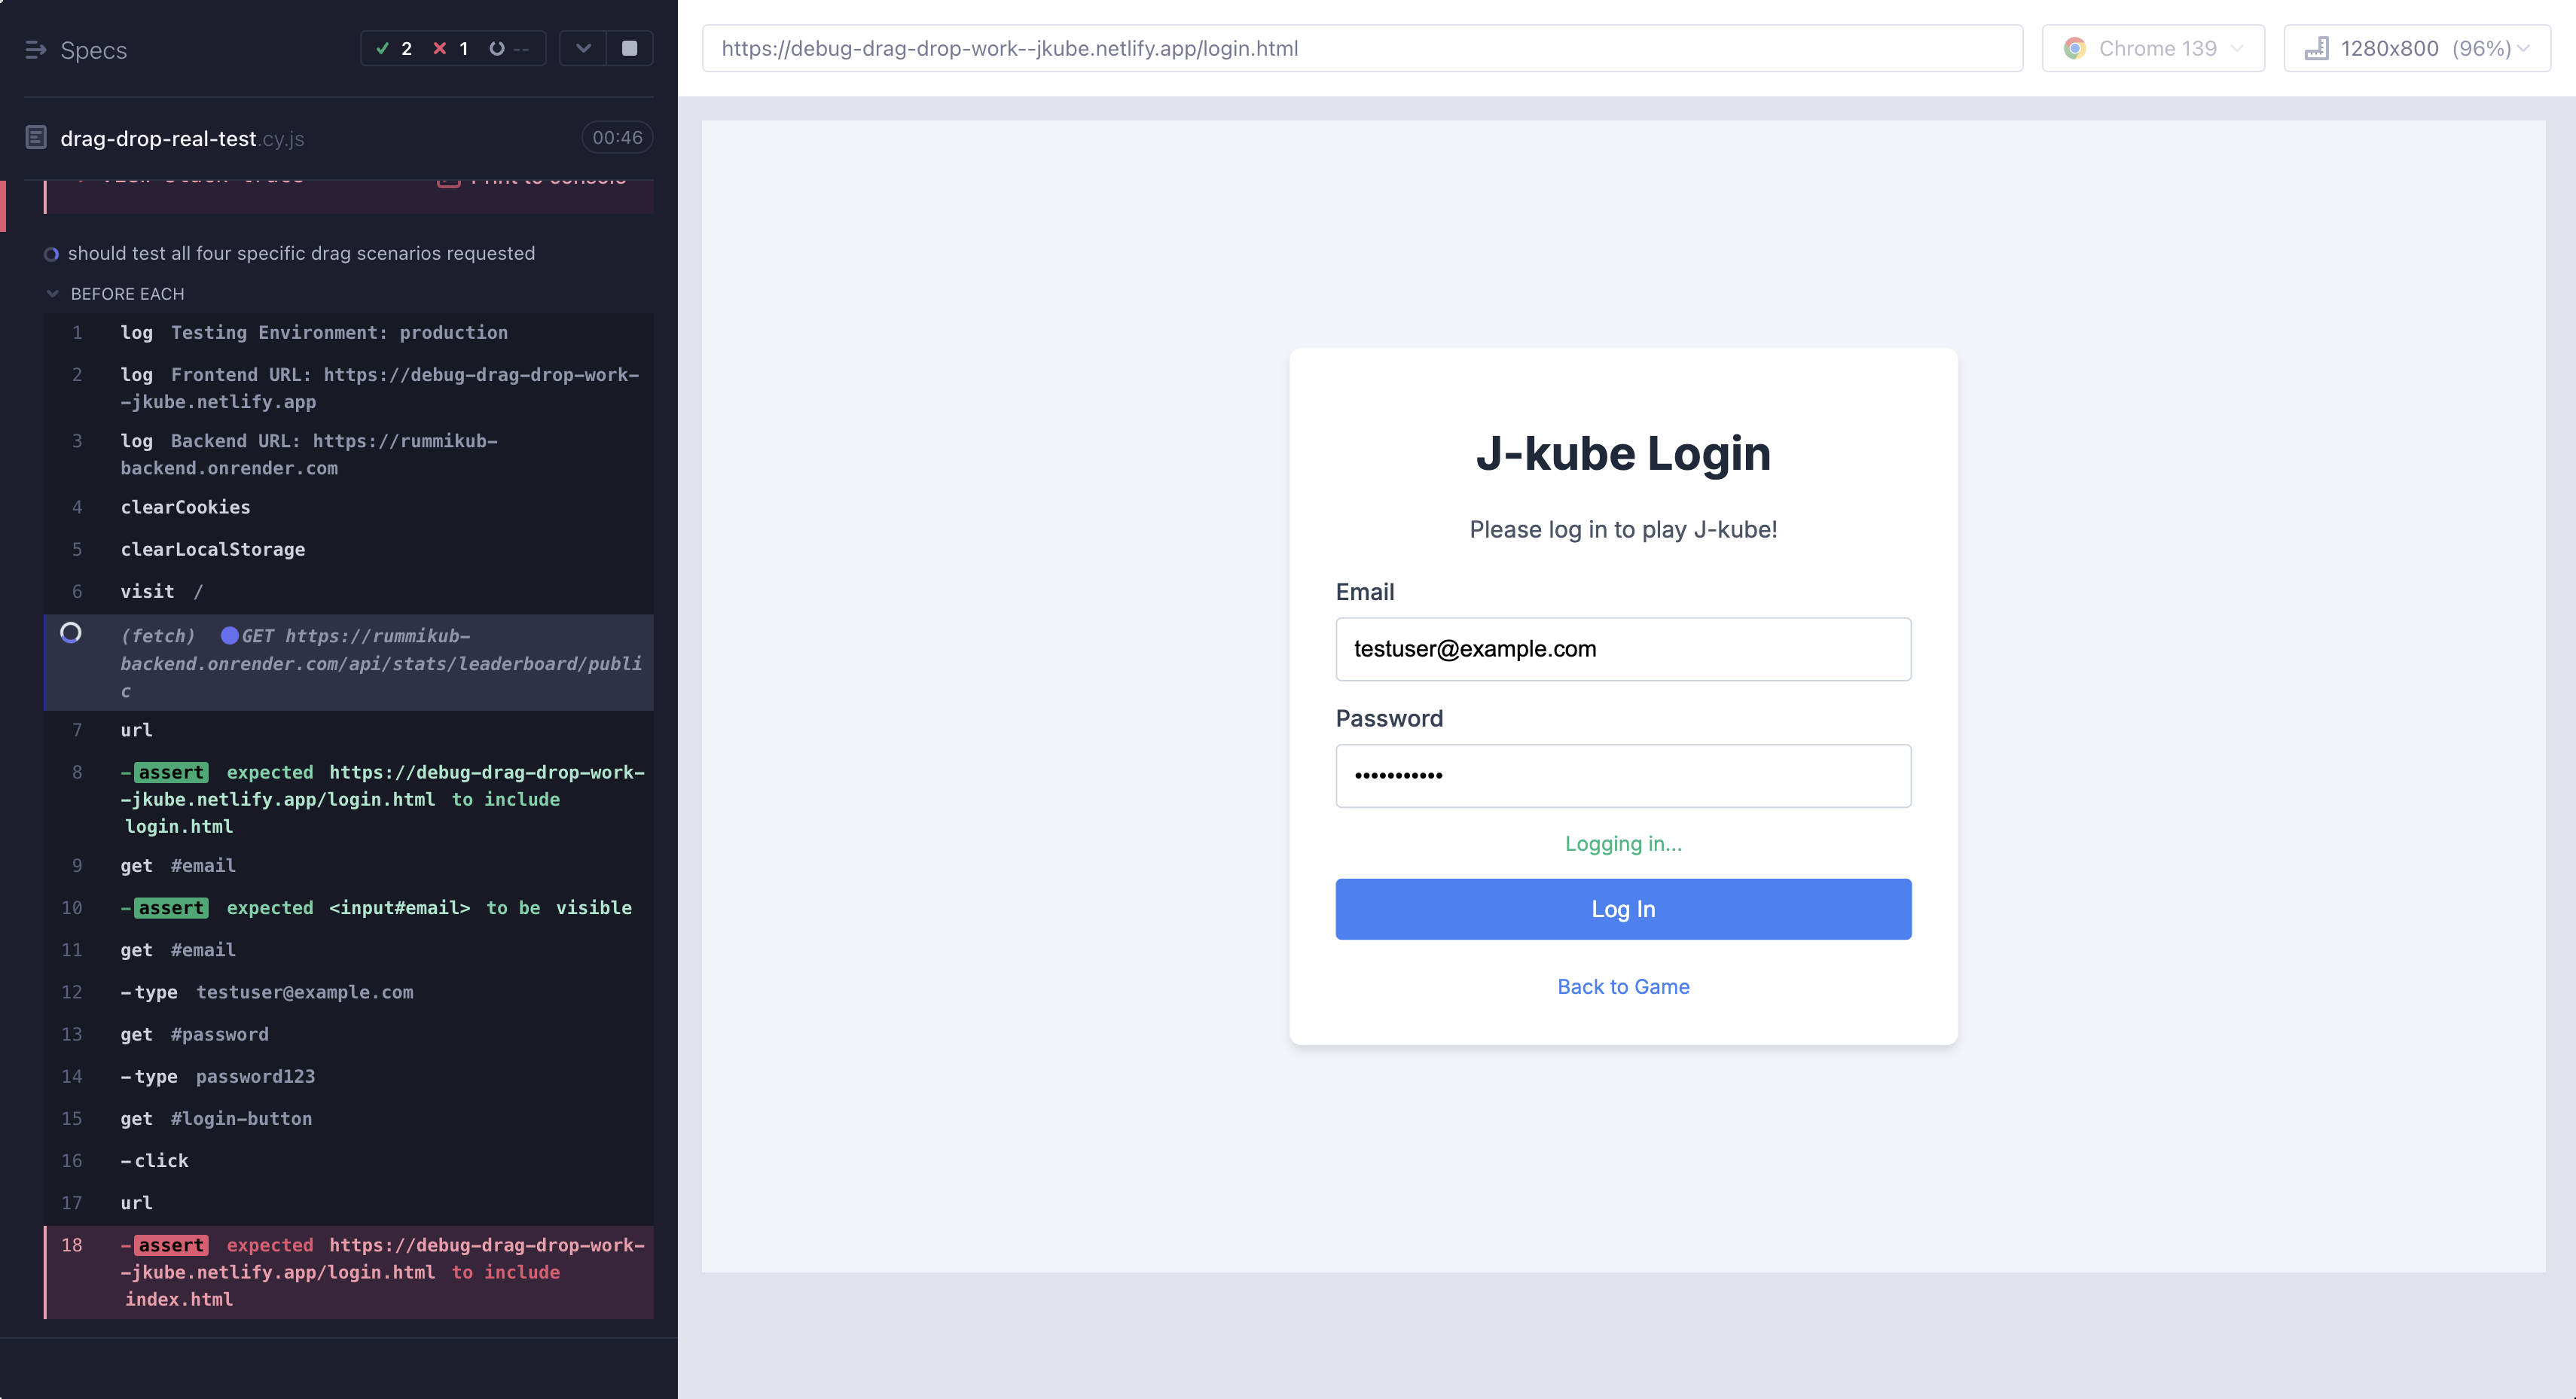 Specs
2 1 --
https://debug-drag-drop-work--jkube.netlify.app/login.html
Chrome 139
1280x800 (96%)
drag-drop-real-test.cy.js
00:46
should test all four specific drag scenarios requested
BEFORE EACH
1 log Testing Environment: production
2 log Frontend URL: https://debug-drag-drop-work-
-jkube.netlify.app
3 log Backend URL: https://rummikub-
backend.onrender.com
4 clearCookies
5 clearLocalStorage
6 visit /
(fetch) GET https://rummikub-
backend.onrender.com/api/stats/leaderboard/publi
c
7 url
8 -assert expected https://debug-drag-drop-work-
-jkube.netlify.app/login.html to include
login.html
9 get #email
10 -assert expected <input#email> to be visible
11 get #email
12 -type testuser@example.com
13 get #password
14 -type password123
15 get #login-button
16 -click
17 url
18 -assert expected https://debug-drag-drop-work-
-jkube.netlify.app/login.html to include
index.html
J-kube Login
Please log in to play J-kube!
Email
testuser@example.com
Password
•••••••••••
Logging in...
Log In
Back to Game